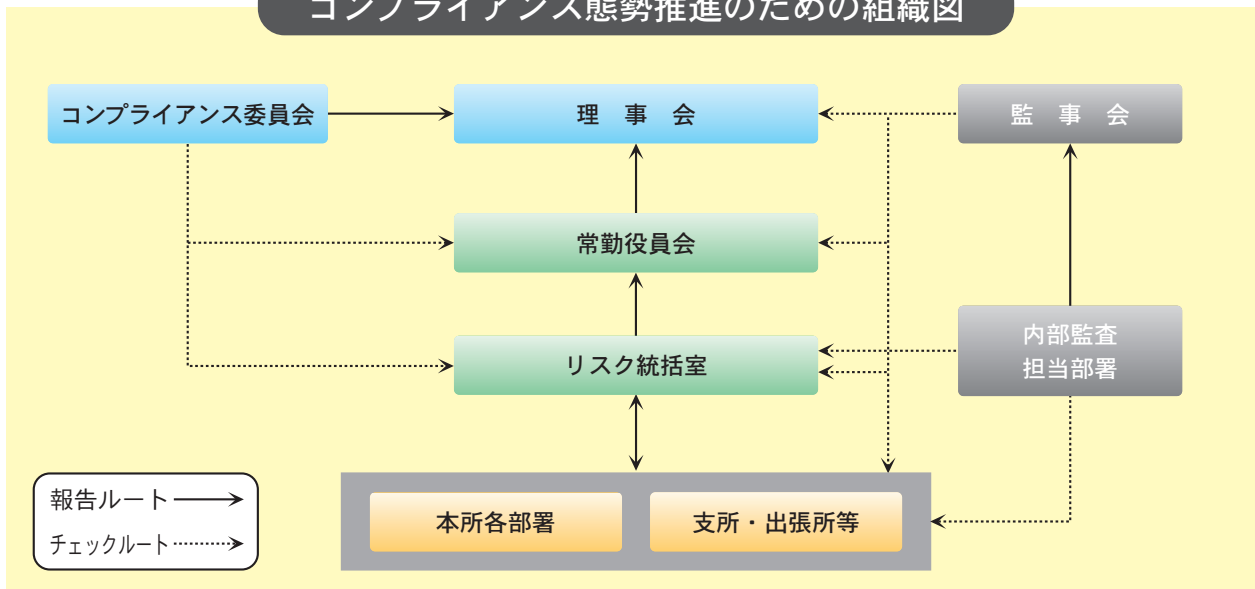 コンプライアンス態勢推進のための組織図
コンプライアンス委員会
理　事　会
監　事　会
常勤役員会
リスク統括室
内部監査
担当部署
本所各部署
支所・出張所等
報告ルート
チェックルート